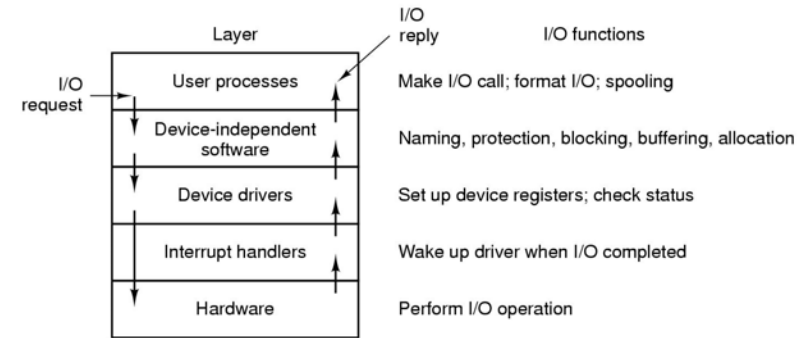 Layer
I/O
reply
I/O functions
I/O
request
User processes
Make I/O call; format I/O; spooling
Device-independent
software
Naming, protection, blocking, buffering, allocation
Device drivers
Set up device registers; check status
Interrupt handlers
Wake up driver when I/O completed
Hardware
Perform I/O operation